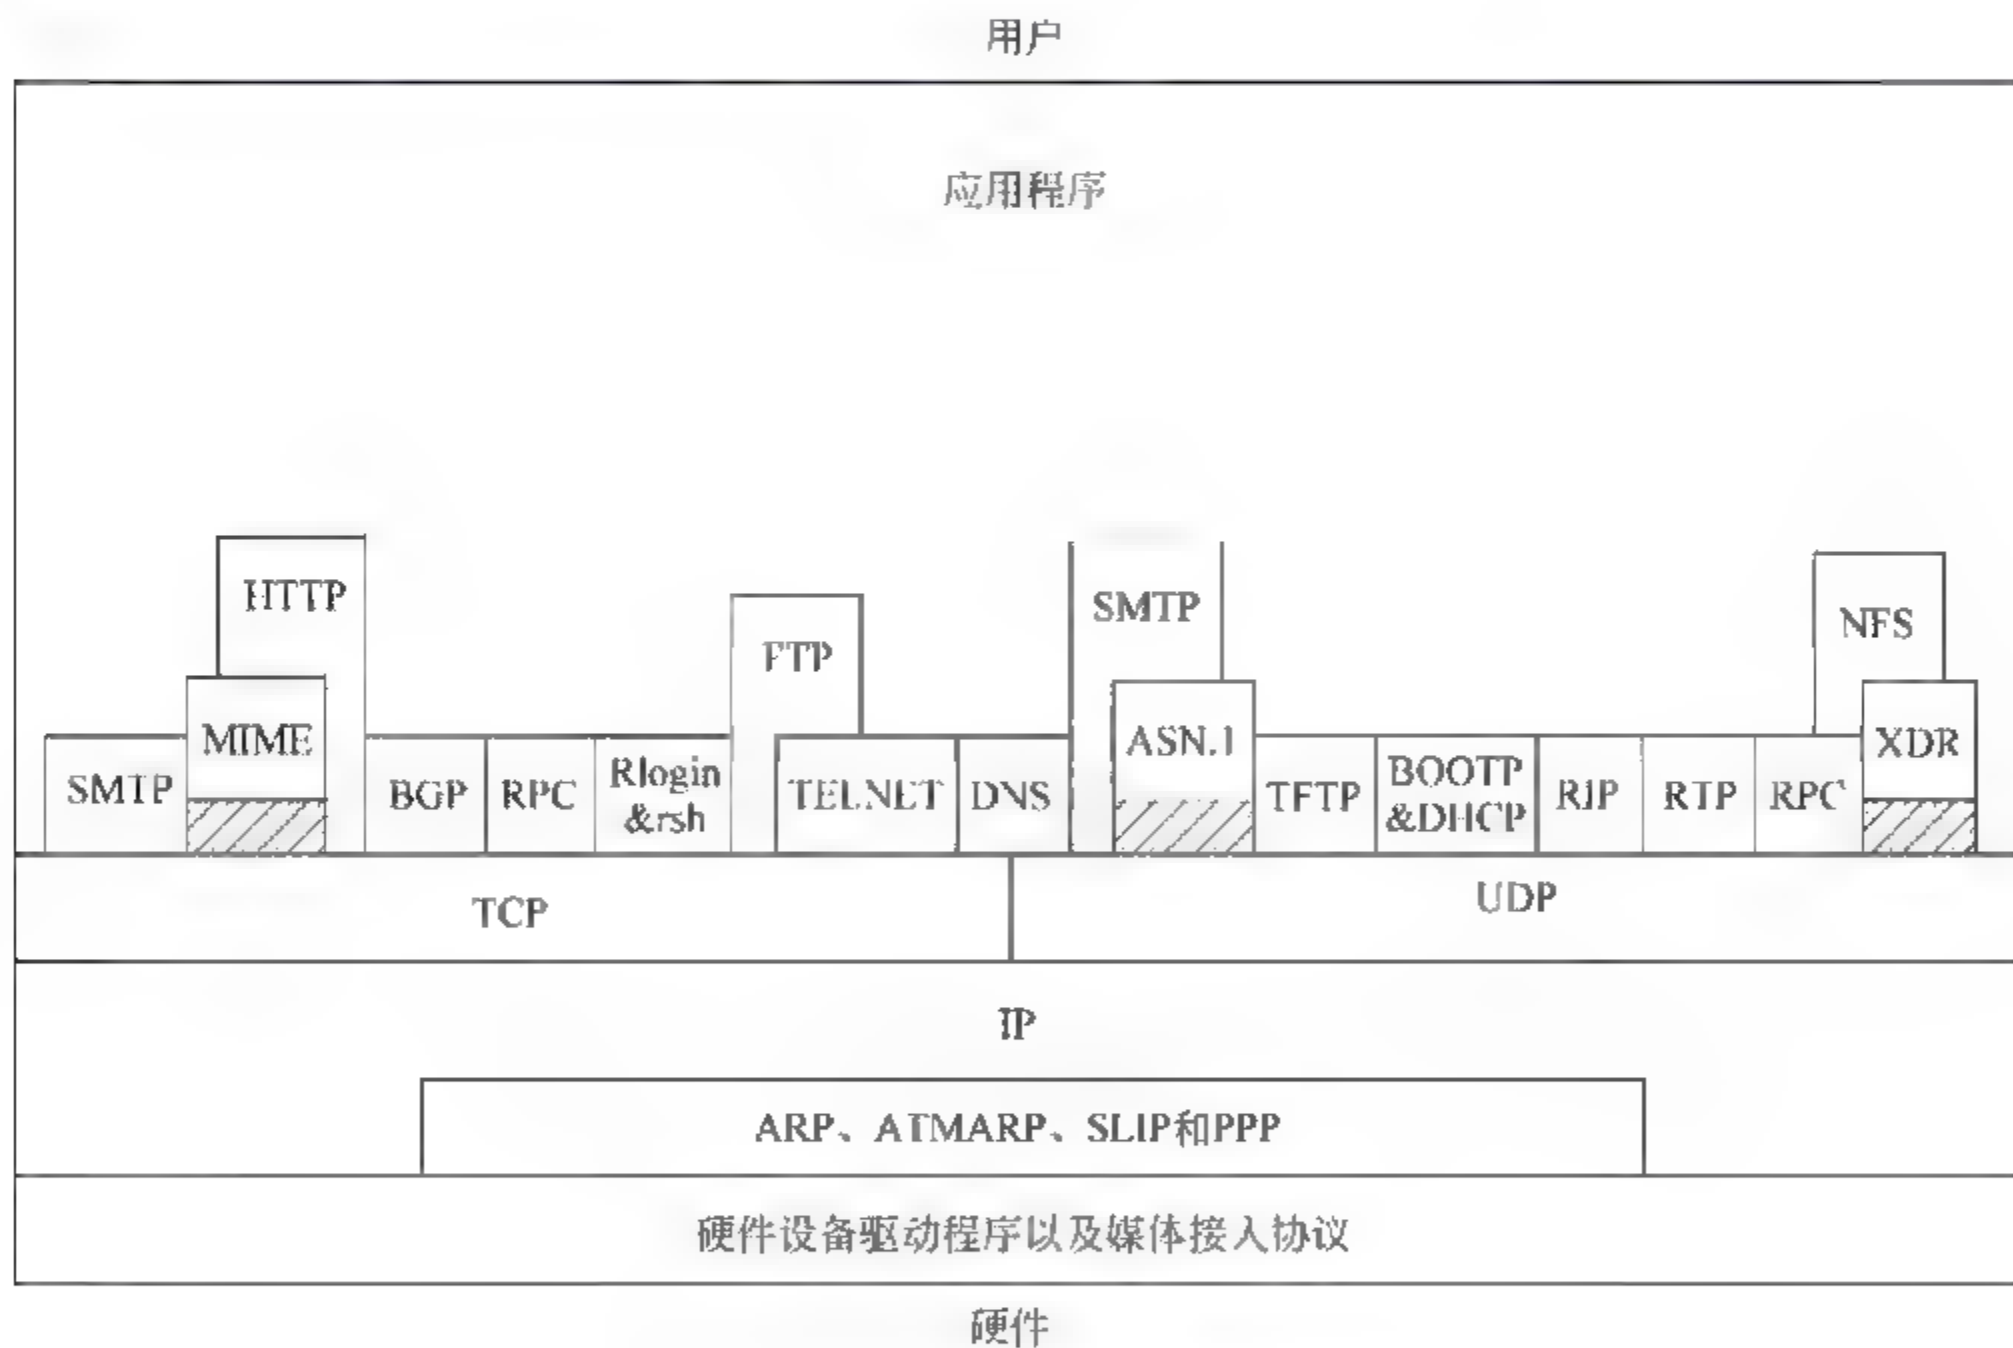 用户
应用程序
HTTP
SMTP
NFS
FTP
MIME
ASN.1
XDR
SMTP
BGP
RPC
Rlogin
&rsh
TELNET
DNS
TFTP
BOOTP
&DHCP
RIP
RTP
RPC
TCP
UDP
IP
ARP、ATMARP、SLIP和PPP
硬件设备驱动程序以及媒体接入协议
硬件